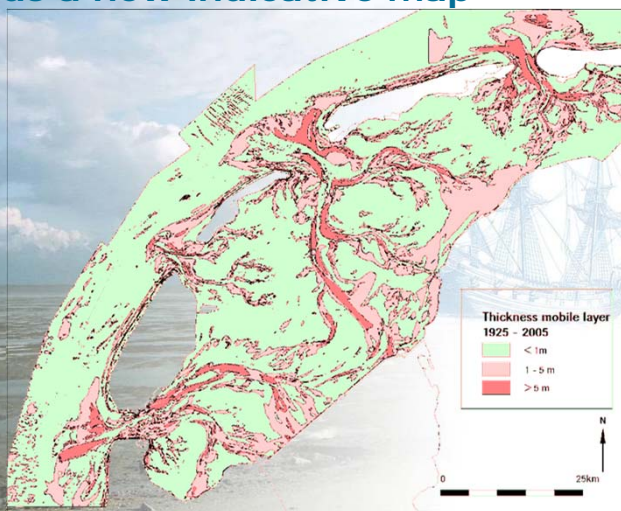 as a new indicative map
Thickness mobile layer
1925 - 2005
< 1m
1 - 5 m
> 5 m
N
0 25km